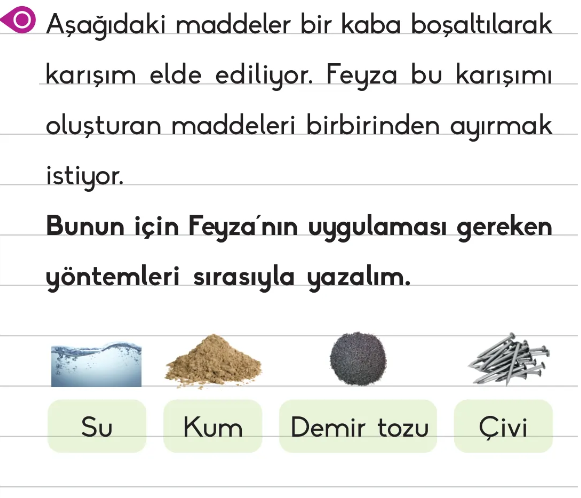 Aşağıdaki maddeler bir kaba boşaltılarak
karışım elde ediliyor. Feyza bu karışımı
oluşturan maddeleri birbirinden ayırmak
istiyor.
Bunun için Feyza´nın uygulaması gereken
yöntemleri sırasıyla yazalım.
Su Kum Demir tozu Çivi